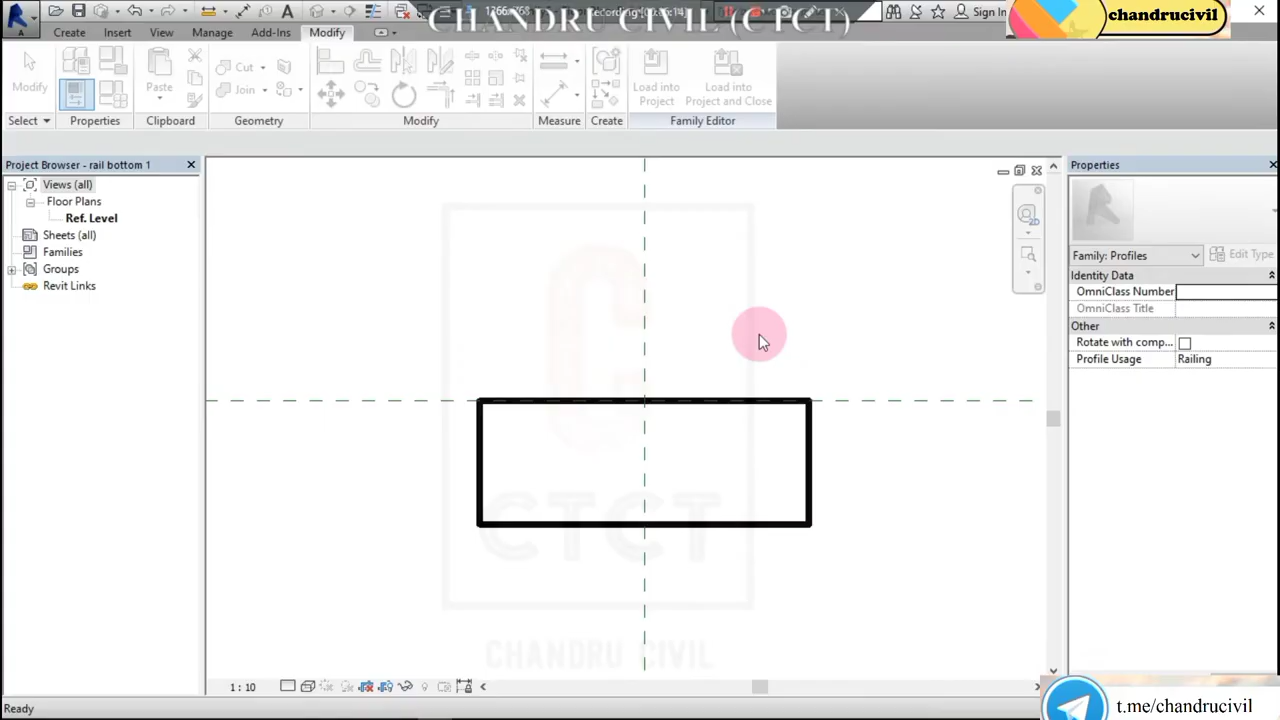 CHANDRU CIVIL (CTCT)
Sign In
chandrucivil
Create Insert View Manage Add-Ins Modify
Modify
Paste
Cut
Join
Load into Project
Load into Project and Close
Select Properties Clipboard Geometry Modify Measure Create Family Editor
Project Browser - rail bottom 1
Views (all)
Floor Plans
Ref. Level
Sheets (all)
Families
Groups
Revit Links
CTCT
CHANDRU CIVIL
Properties
Family: Profiles
Edit Type
Identity Data
OmniClass Number
OmniClass Title
Other
Rotate with comp...
Profile Usage Railing
1 : 10
Ready
t.me/chandrucivil